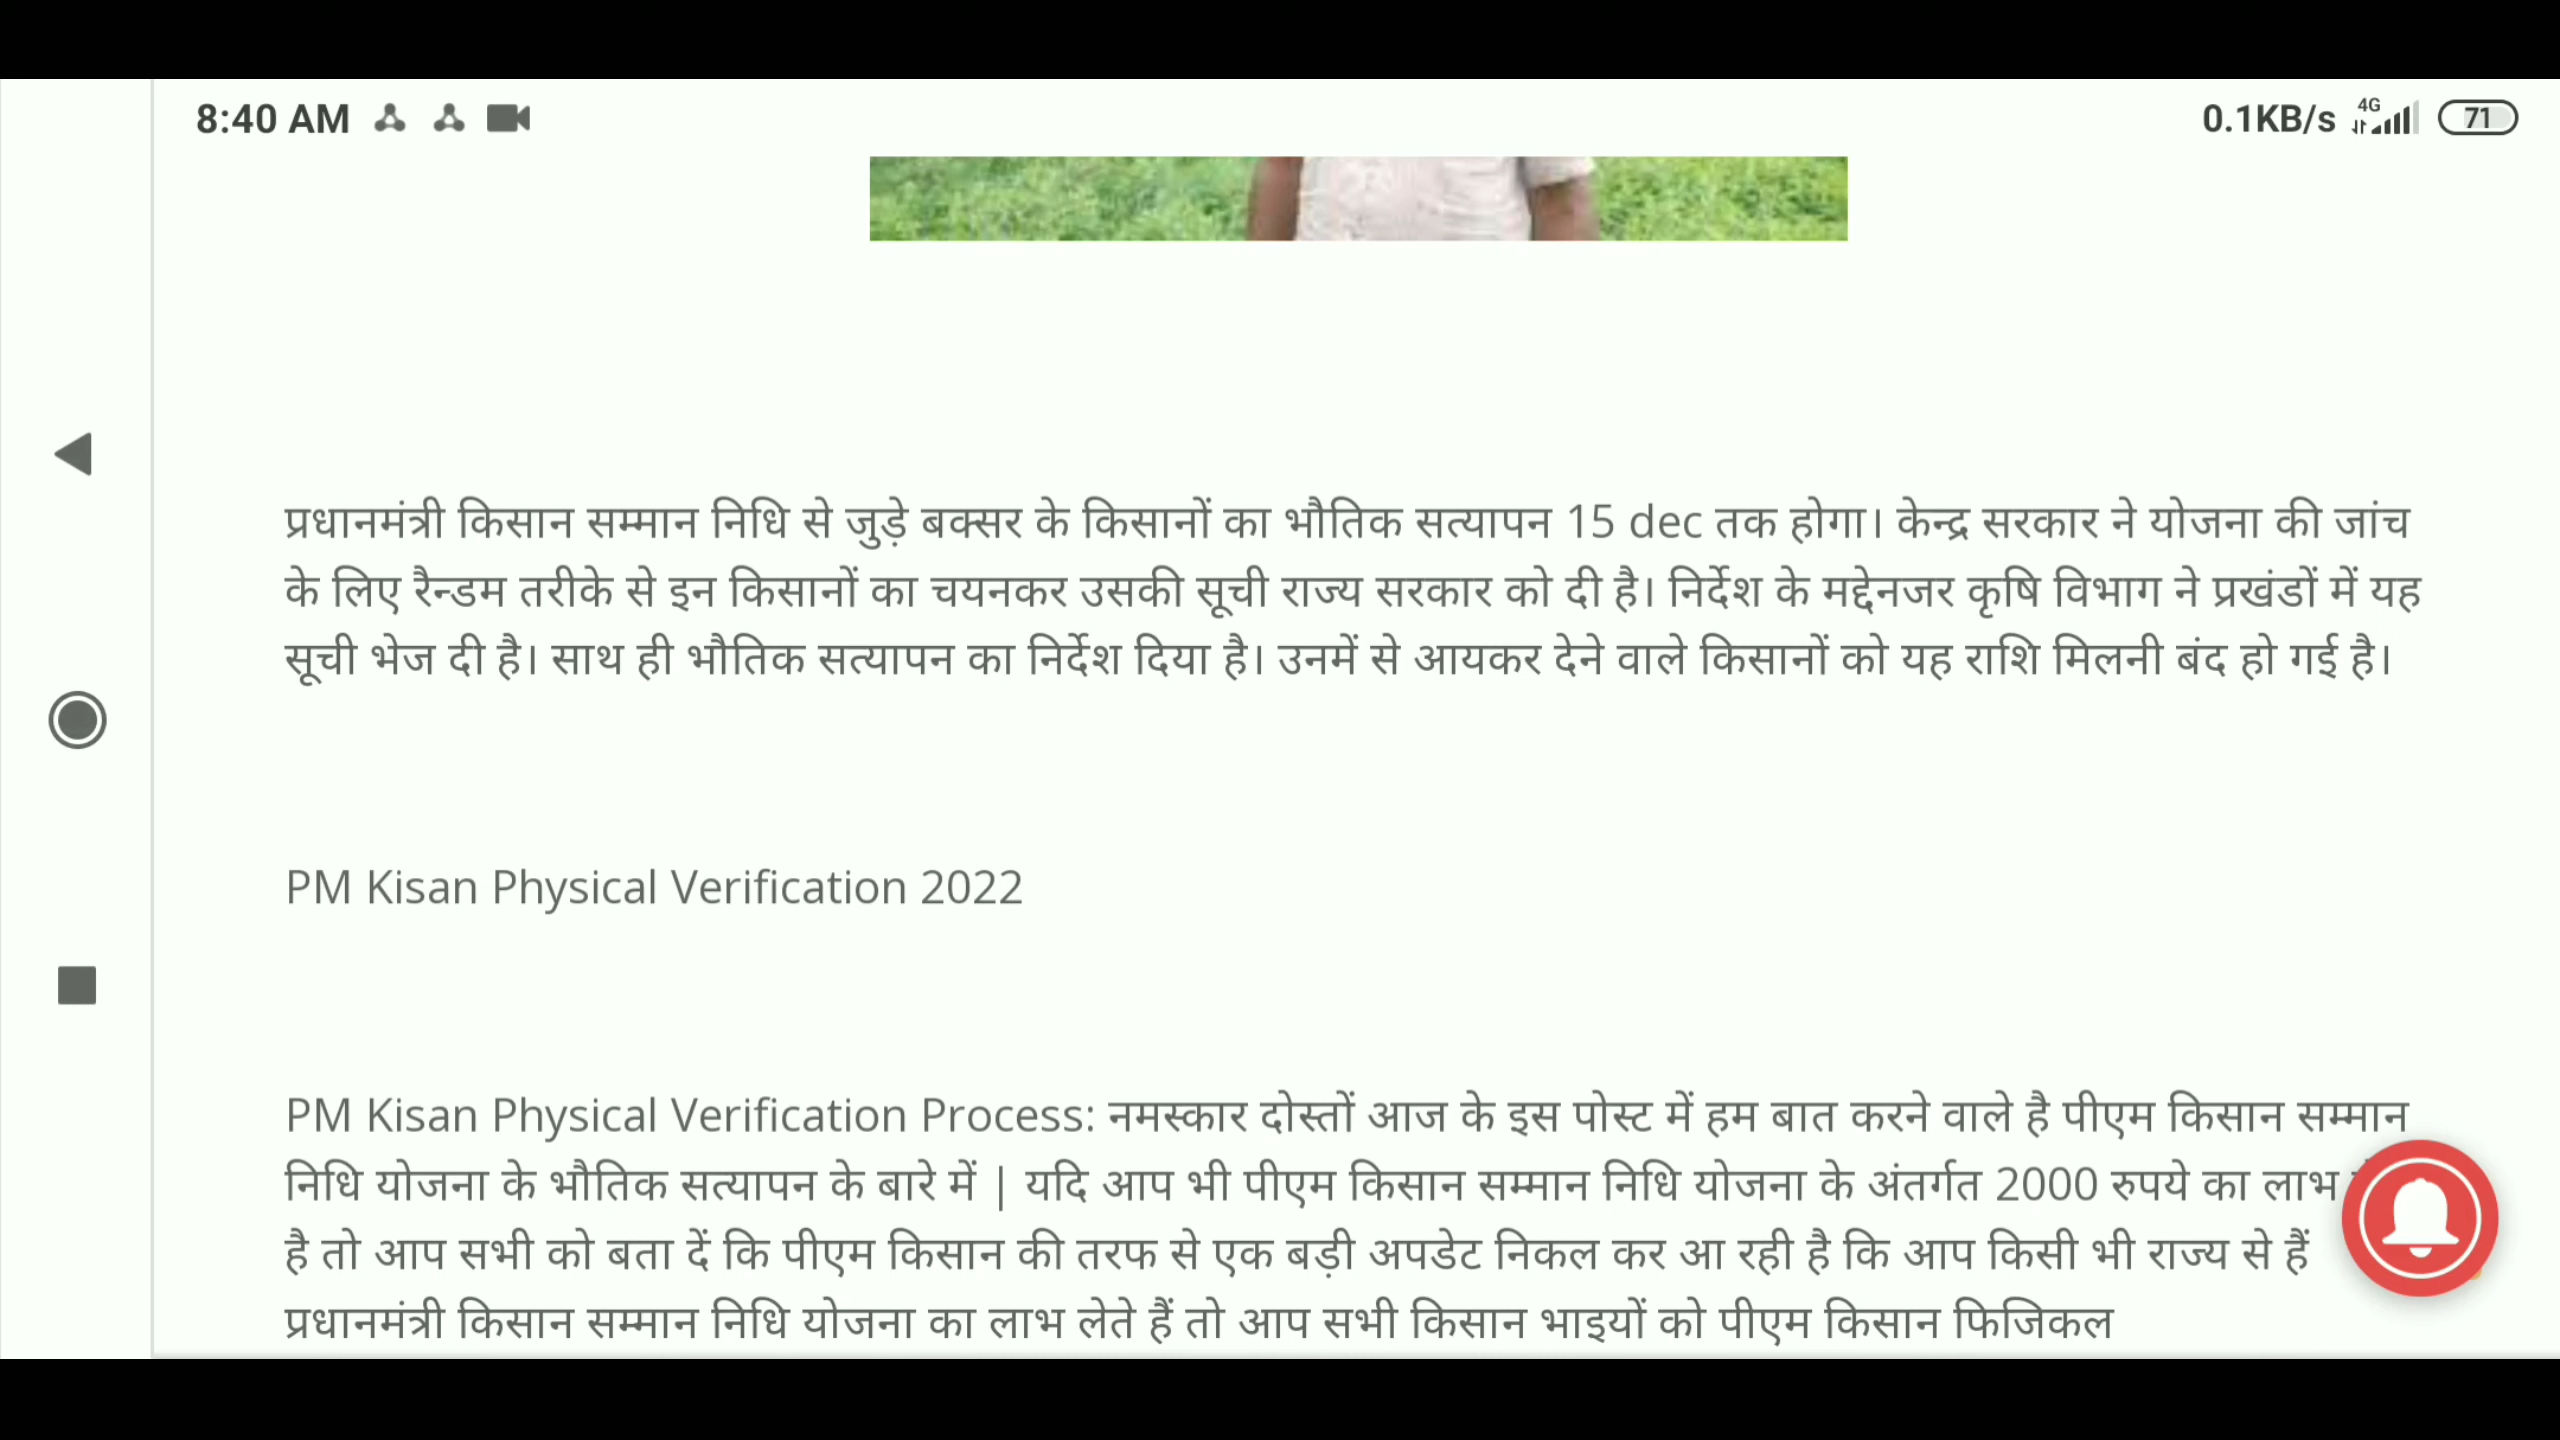 8:40 AM
0.1KB/s 4G 71
प्रधानमंत्री किसान सम्मान निधि से जुड़े बक्सर के किसानों का भौतिक सत्यापन 15 dec तक होगा। केन्द्र सरकार ने योजना की जांच
के लिए रैन्डम तरीके से इन किसानों का चयनकर उसकी सूची राज्य सरकार को दी है। निर्देश के मद्देनजर कृषि विभाग ने प्रखंडों में यह
सूची भेज दी है। साथ ही भौतिक सत्यापन का निर्देश दिया है। उनमें से आयकर देने वाले किसानों को यह राशि मिलनी बंद हो गई है।
PM Kisan Physical Verification 2022
PM Kisan Physical Verification Process: नमस्कार दोस्तों आज के इस पोस्ट में हम बात करने वाले है पीएम किसान सम्मान
निधि योजना के भौतिक सत्यापन के बारे में | यदि आप भी पीएम किसान सम्मान निधि योजना के अंतर्गत 2000 रुपये का लाभ
है तो आप सभी को बता दें कि पीएम किसान की तरफ से एक बड़ी अपडेट निकल कर आ रही है कि आप किसी भी राज्य से हैं
प्रधानमंत्री किसान सम्मान निधि योजना का लाभ लेते हैं तो आप सभी किसान भाइयों को पीएम किसान फिजिकल